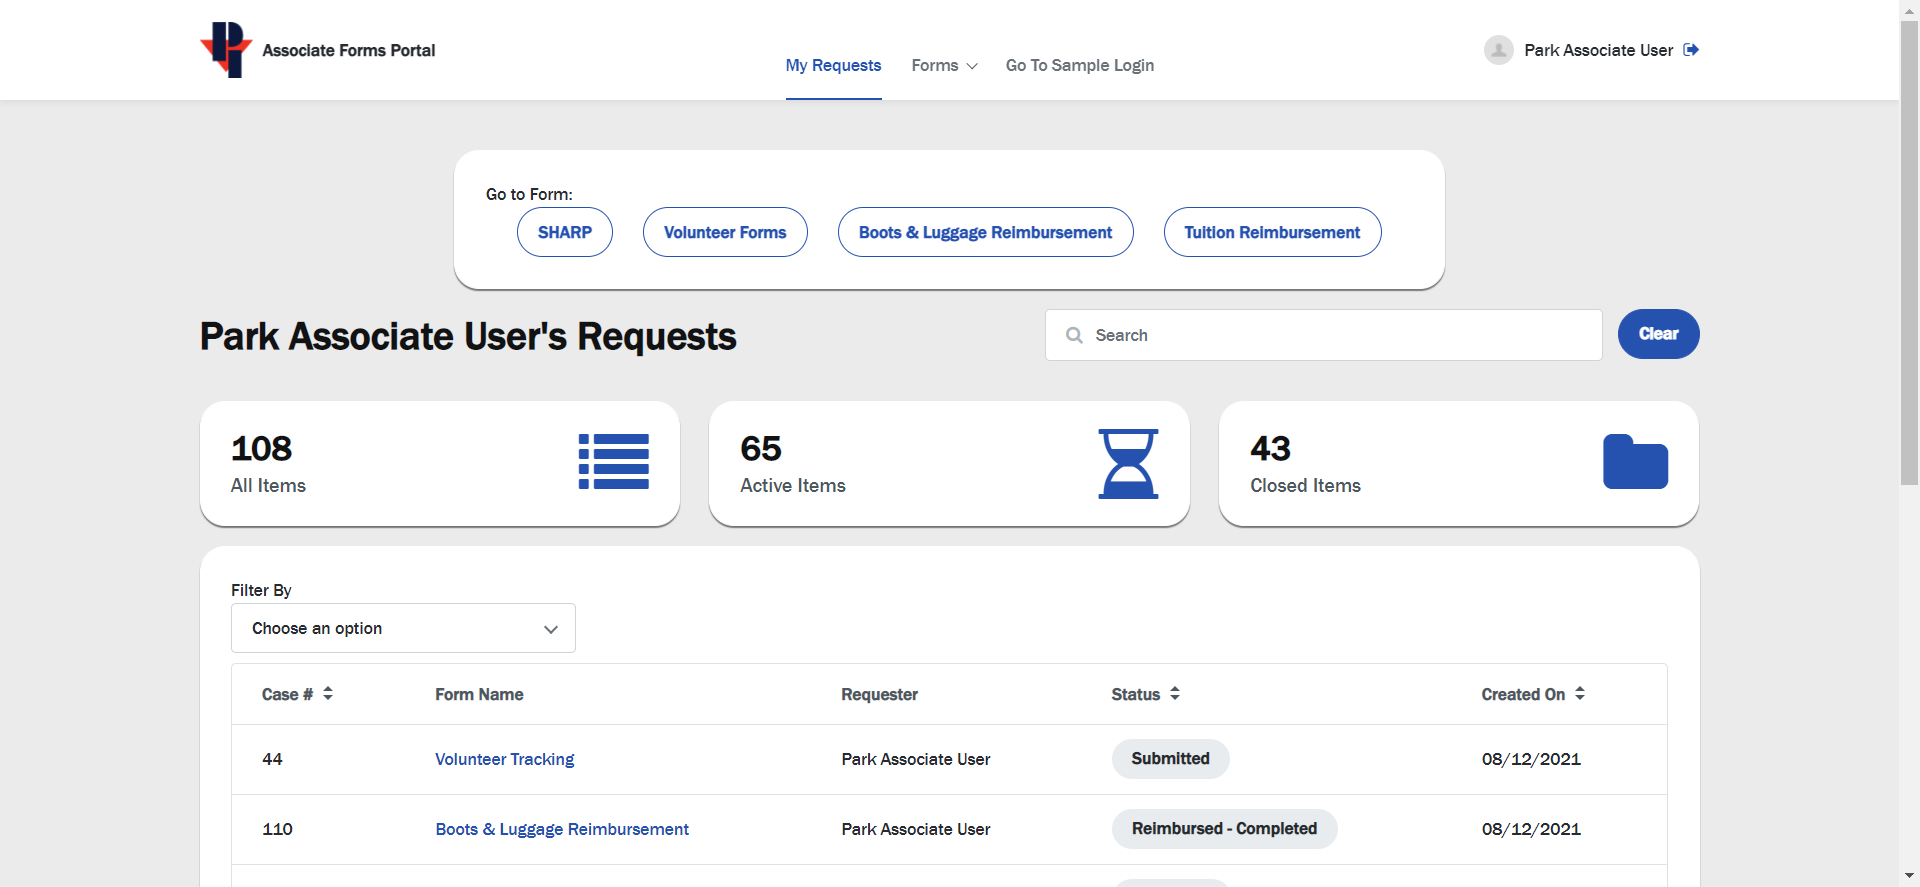 Associate Forms Portal
My Requests
Forms
Go To Sample Login
Park Associate User
Go to Form:
SHARP
Volunteer Forms
Boots & Luggage Reimbursement
Tuition Reimbursement
Park Associate User's Requests
Search
Clear
108
All Items
65
Active Items
43
Closed Items
Filter By
Choose an option
Case # Form Name Requester Status Created On
44 Volunteer Tracking Park Associate User Submitted 08/12/2021
110 Boots & Luggage Reimbursement Park Associate User Reimbursed - Completed 08/12/2021